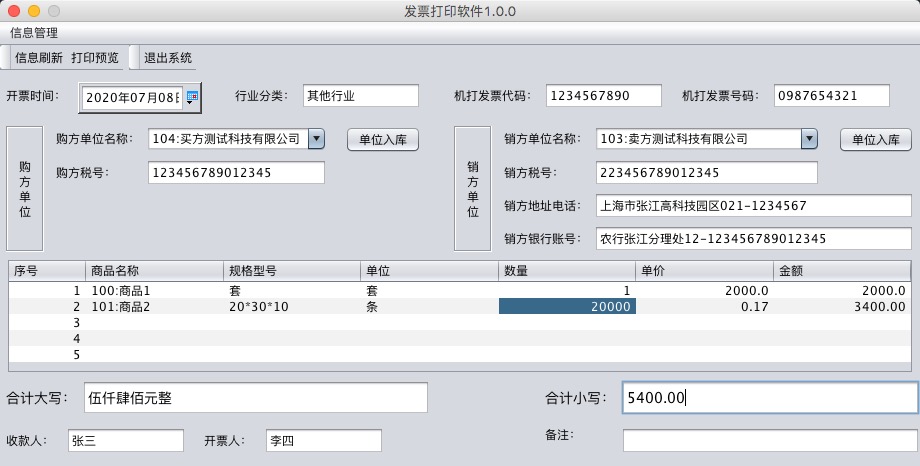 发票打印软件1.0.0
信息管理
信息刷新 打印预览 退出系统
开票时间： 2020年07月08 行业分类： 其他行业 机打发票代码： 1234567890 机打发票号码： 0987654321
购方单位
购方单位名称： 104:买方测试科技有限公司 单位入库
购方税号： 123456789012345
销方单位
销方单位名称： 103:卖方测试科技有限公司 单位入库
销方税号： 223456789012345
销方地址电话： 上海市张江高科技园区021-1234567
销方银行账号： 农行张江分理处12-123456789012345
序号 商品名称 规格型号 单位 数量 单价 金额
1 100:商品1 套 套 1 2000.0 2000.0
2 101:商品2 20*30*10 条 20000 0.17 3400.00
3
4
5
合计大写： 伍仟肆佰元整 合计小写： 5400.00
收款人： 张三 开票人： 李四 备注：